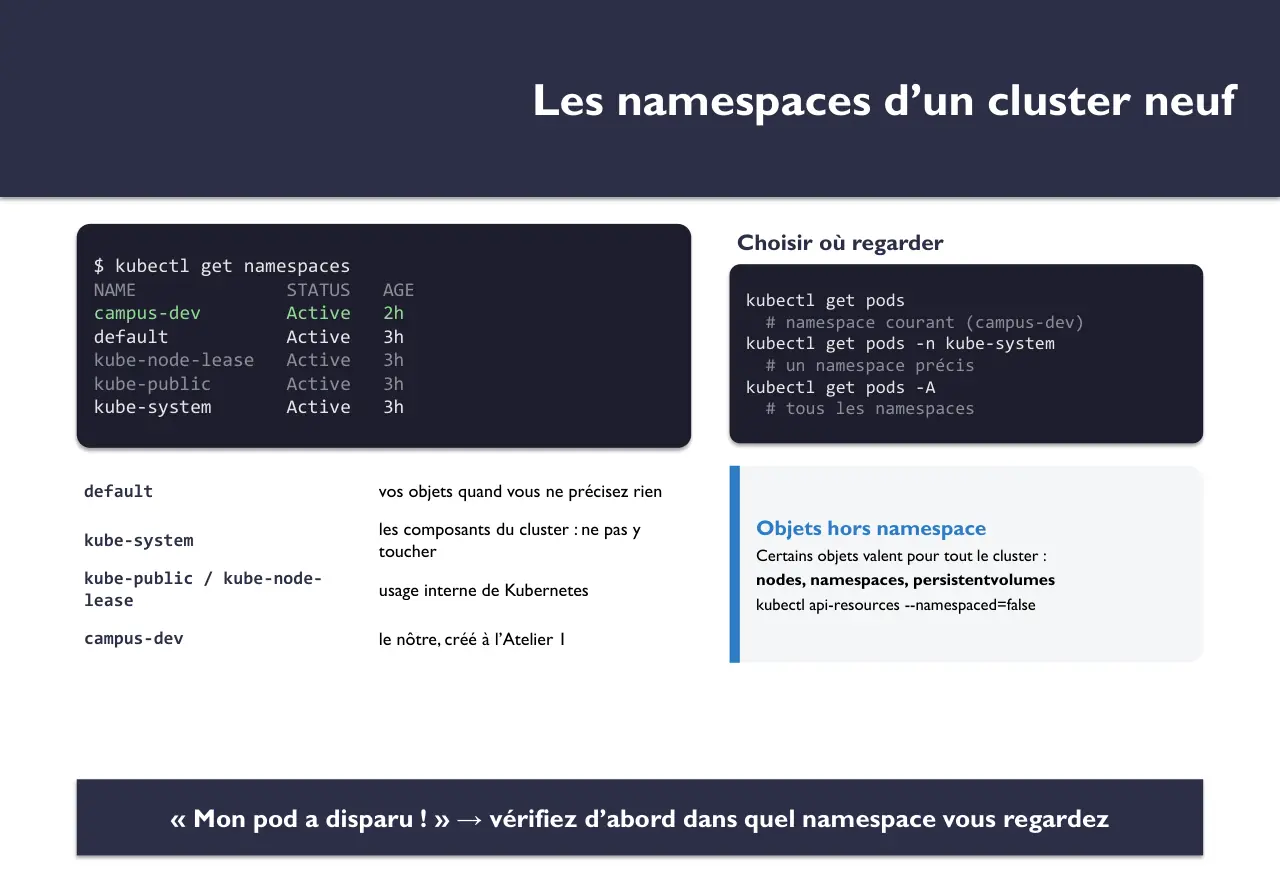 Les namespaces d’un cluster neuf
$ kubectl get namespaces
NAME STATUS AGE
campus-dev Active 2h
default Active 3h
kube-node-lease Active 3h
kube-public Active 3h
kube-system Active 3h
default vos objets quand vous ne précisez rien
kube-system les composants du cluster : ne pas y
toucher
kube-public / kube-node-
lease usage interne de Kubernetes
campus-dev le nôtre, créé à l’Atelier 1
Choisir où regarder
kubectl get pods
# namespace courant (campus-dev)
kubectl get pods -n kube-system
# un namespace précis
kubectl get pods -A
# tous les namespaces
Objets hors namespace
Certains objets valent pour tout le cluster :
nodes, namespaces, persistentvolumes
kubectl api-resources --namespaced=false
« Mon pod a disparu ! » → vérifiez d’abord dans quel namespace vous regardez